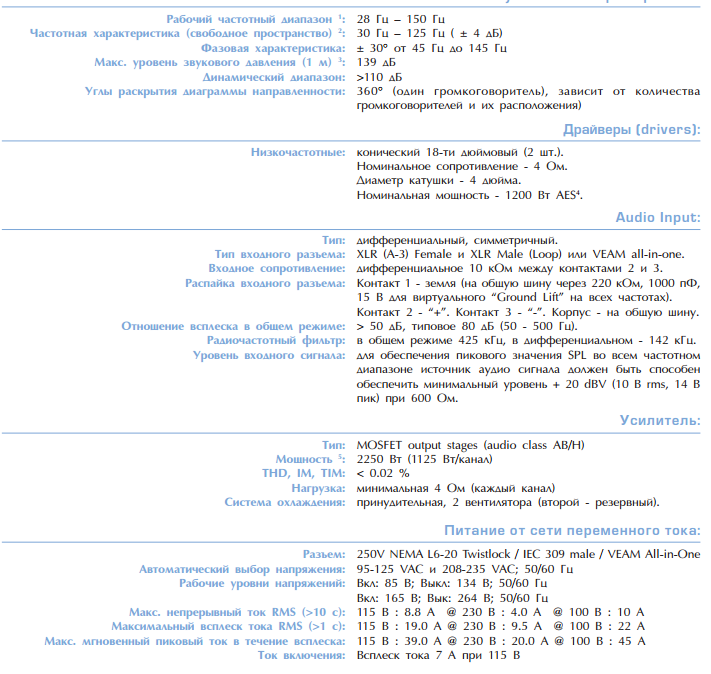 Рабочий частотный диапазон ¹: 28 Гц – 150 Гц
Частотная характеристика (свободное пространство) ²: 30 Гц – 125 Гц ( ± 4 дБ)
Фазовая характеристика: ± 30° от 45 Гц до 145 Гц
Макс. уровень звукового давления (1 м) ³: 139 дБ
Динамический диапазон: >110 дБ
Углы раскрытия диаграммы направленности: 360° (один громкоговоритель), зависит от количества
громкоговорителей и их расположения)
Драйверы (drivers):
Низкочастотные: конический 18-ти дюймовый (2 шт.).
Номинальное сопротивление - 4 Ом.
Диаметр катушки - 4 дюйма.
Номинальная мощность - 1200 Вт AES⁴.
Audio Input:
Тип: дифференциальный, симметричный.
Тип входного разъема: XLR (A-3) Female и XLR Male (Loop) или VEAM all-in-one.
Входное сопротивление: дифференциальное 10 кОм между контактами 2 и 3.
Распайка входного разъема: Контакт 1 - земля (на общую шину через 220 кОм, 1000 пФ,
15 В для виртуального “Ground Lift” на всех частотах).
Контакт 2 - “+”. Контакт 3 - “-”. Корпус - на общую шину.
Отношение всплеска в общем режиме: > 50 дБ, типовое 80 дБ (50 - 500 Гц).
Радиочастотный фильтр: в общем режиме 425 кГц, в дифференциальном - 142 кГц.
Уровень входного сигнала: для обеспечения пикового значения SPL во всем частотном
диапазоне источник аудио сигнала должен быть способен
обеспечить минимальный уровень + 20 dBV (10 В rms, 14 В
пик) при 600 Ом.
Усилитель:
Тип: MOSFET output stages (audio class AB/H)
Мощность ⁵: 2250 Вт (1125 Вт/канал)
THD, IM, TIM: < 0.02 %
Нагрузка: минимальная 4 Ом (каждый канал)
Система охлаждения: принудительная, 2 вентилятора (второй - резервный).
Питание от сети переменного тока:
Разъем: 250V NEMA L6-20 Twistlock / IEC 309 male / VEAM All-in-One
Автоматический выбор напряжения: 95-125 VAC и 208-235 VAC; 50/60 Гц
Рабочие уровни напряжений: Вкл: 85 В; Выкл: 134 В; 50/60 Гц
Вкл: 165 В; Вык: 264 В; 50/60 Гц
Макс. непрерывный ток RMS (>10 с): 115 В : 8.8 А @ 230 В : 4.0 А @ 100 В : 10 А
Максимальный всплеск тока RMS (>1 с): 115 В : 19.0 А @ 230 В : 9.5 А @ 100 В : 22 А
Макс. мгновенный пиковый ток в течение всплеска: 115 В : 39.0 А @ 230 В : 20.0 А @ 100 В : 45 А
Ток включения: Всплеск тока 7 А при 115 В